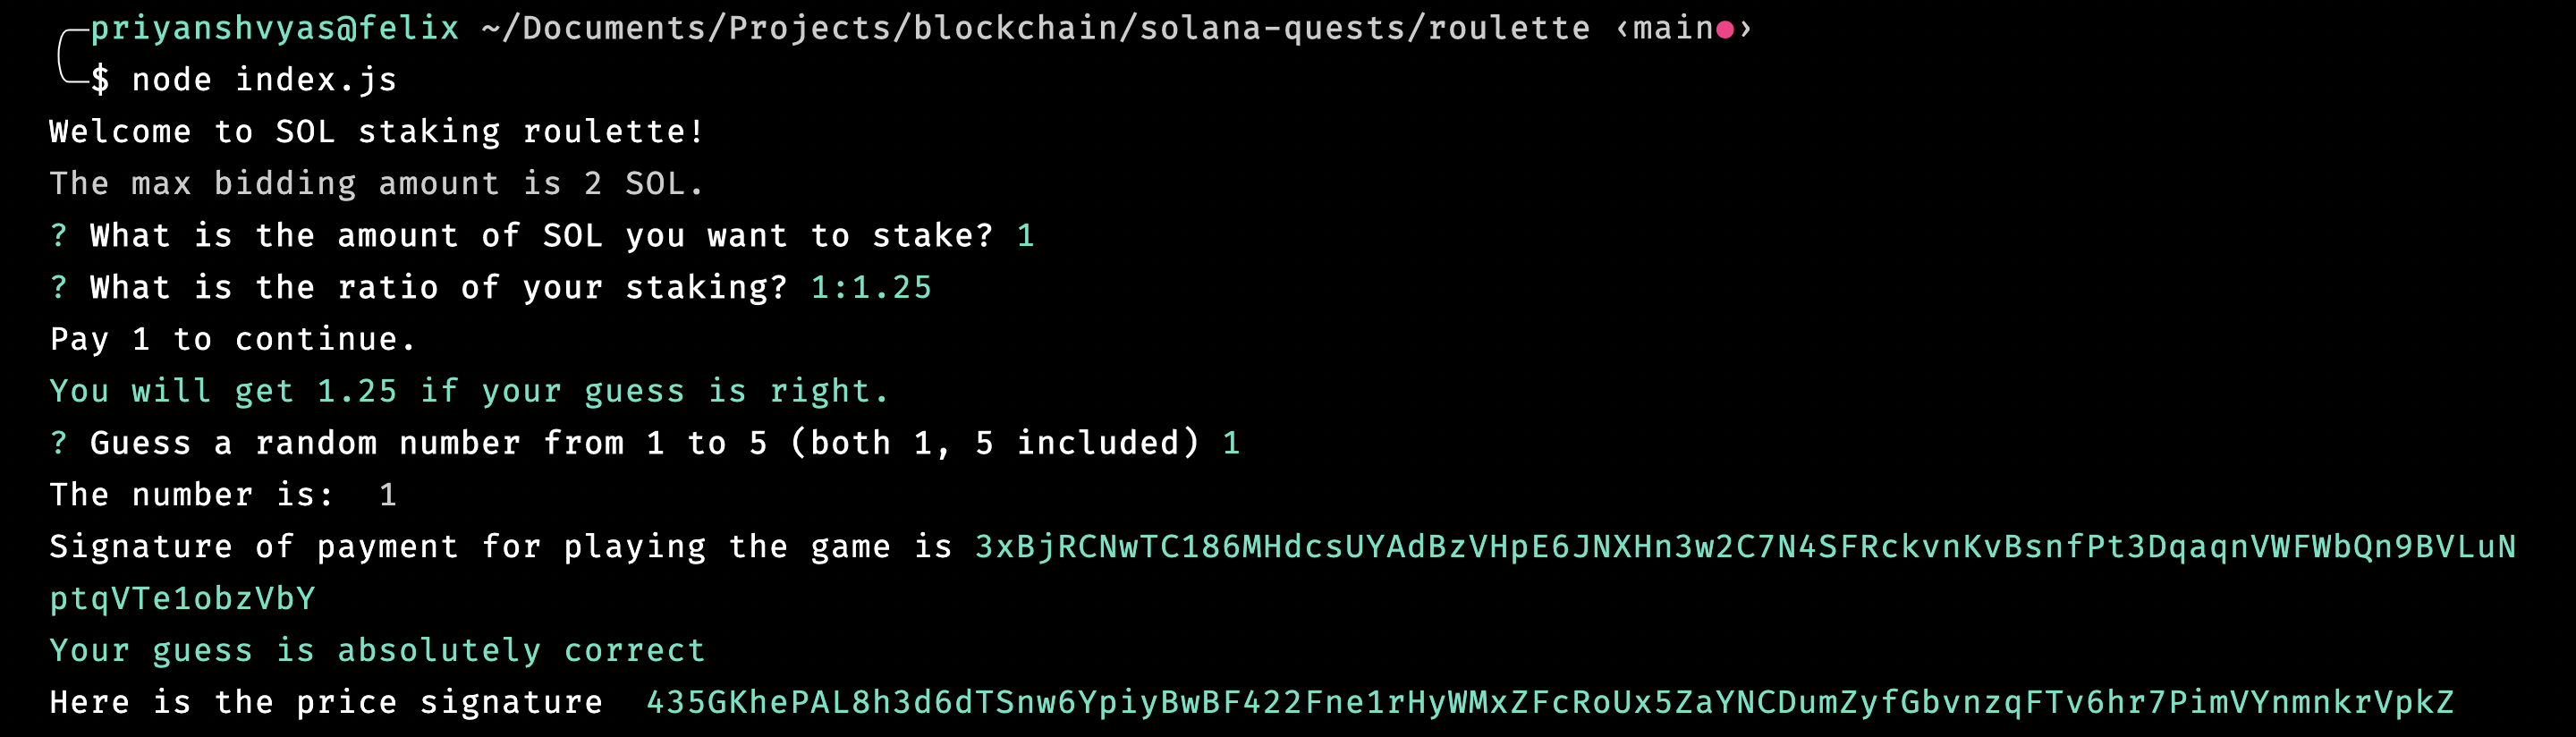 priyanshvyas@felix ~/Documents/Projects/blockchain/solana-quests/roulette ‹main●›
$ node index.js
Welcome to SOL staking roulette!
The max bidding amount is 2 SOL.
? What is the amount of SOL you want to stake? 1
? What is the ratio of your staking? 1:1.25
Pay 1 to continue.
You will get 1.25 if your guess is right.
? Guess a random number from 1 to 5 (both 1, 5 included) 1
The number is:  1
Signature of payment for playing the game is 3xBjRCNwTC186MHdcsUYAdBzVHpE6JNXHn3w2C7N4SFRckvnKvBsnfPt3DqaqnVWFWbQn9BVLuN
ptqVTe1obzVbY
Your guess is absolutely correct
Here is the price signature  435GKhePAL8h3d6dTSnw6YpiyBwBF422Fne1rHyWMxZFcRoUx5ZaYNCDumZyfGbvnzqFTv6hr7PimVYnmnkrVpkZ